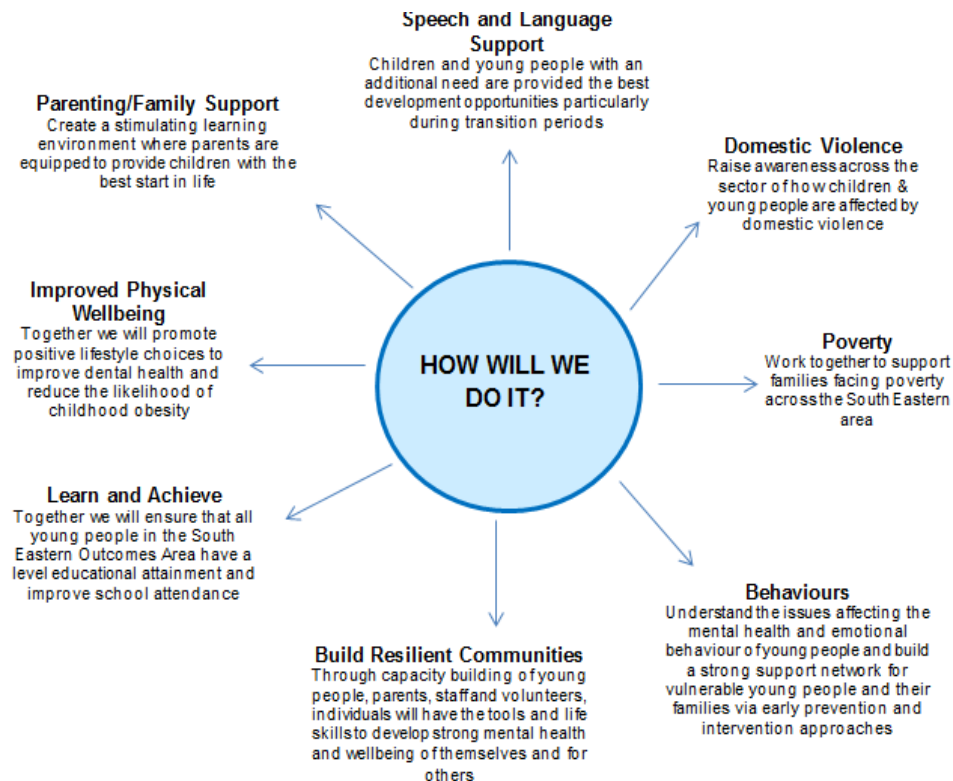 Speech and Language
Support
Children and young people with an
additional need are provided the best
development opportunities particularly
during transition periods
Parenting/Family Support
Create a stimulating learning
environment where parents are
equipped to provide children with the
best start in life
Domestic Violence
Raise awareness across the
sector of how children &
young people are affected by
domestic violence
Improved Physical
Wellbeing
Together we will promote
positive lifestyle choices to
improve dental health and
reduce the likelihood of
childhood obesity
HOW WILL WE
DO IT?
Poverty
Work together to support
families facing poverty
across the South Eastern
area
Learn and Achieve
Together we will ensure that all
young people in the South
Eastern Outcomes Area have a
level educational attainment and
improve school attendance
Behaviours
Understand the issues affecting the
mental health and emotional
behaviour of young people and build
a strong support network for
vulnerable young people and their
families via early prevention and
intervention approaches
Build Resilient Communities
Through capacity building of young
people, parents, staff and volunteers,
individuals will have the tools and life
skills to develop strong mental health
and wellbeing of themselves and for
others